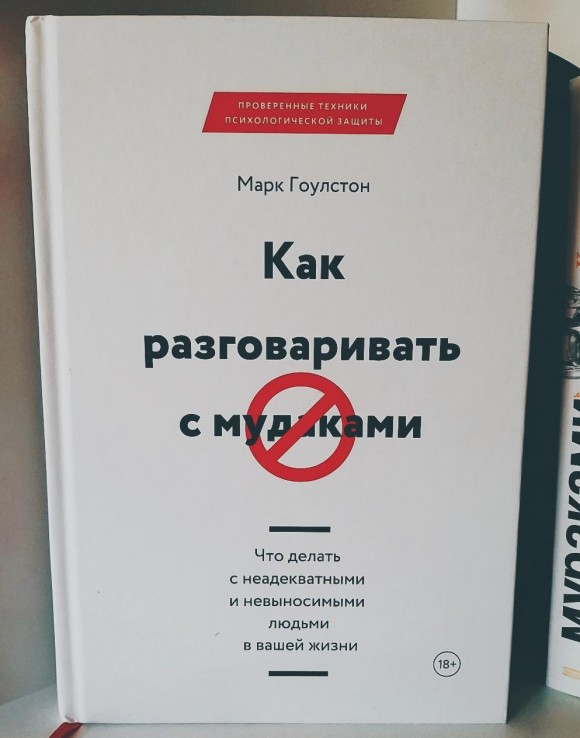 ПРОВЕРЕННЫЕ ТЕХНИКИ
ПСИХОЛОГИЧЕСКОЙ ЗАЩИТЫ
Марк Гоулстон
Как
разговаривать
с мудаками
Что делать
с неадекватными
и невыносимыми
людьми
в вашей жизни
18+